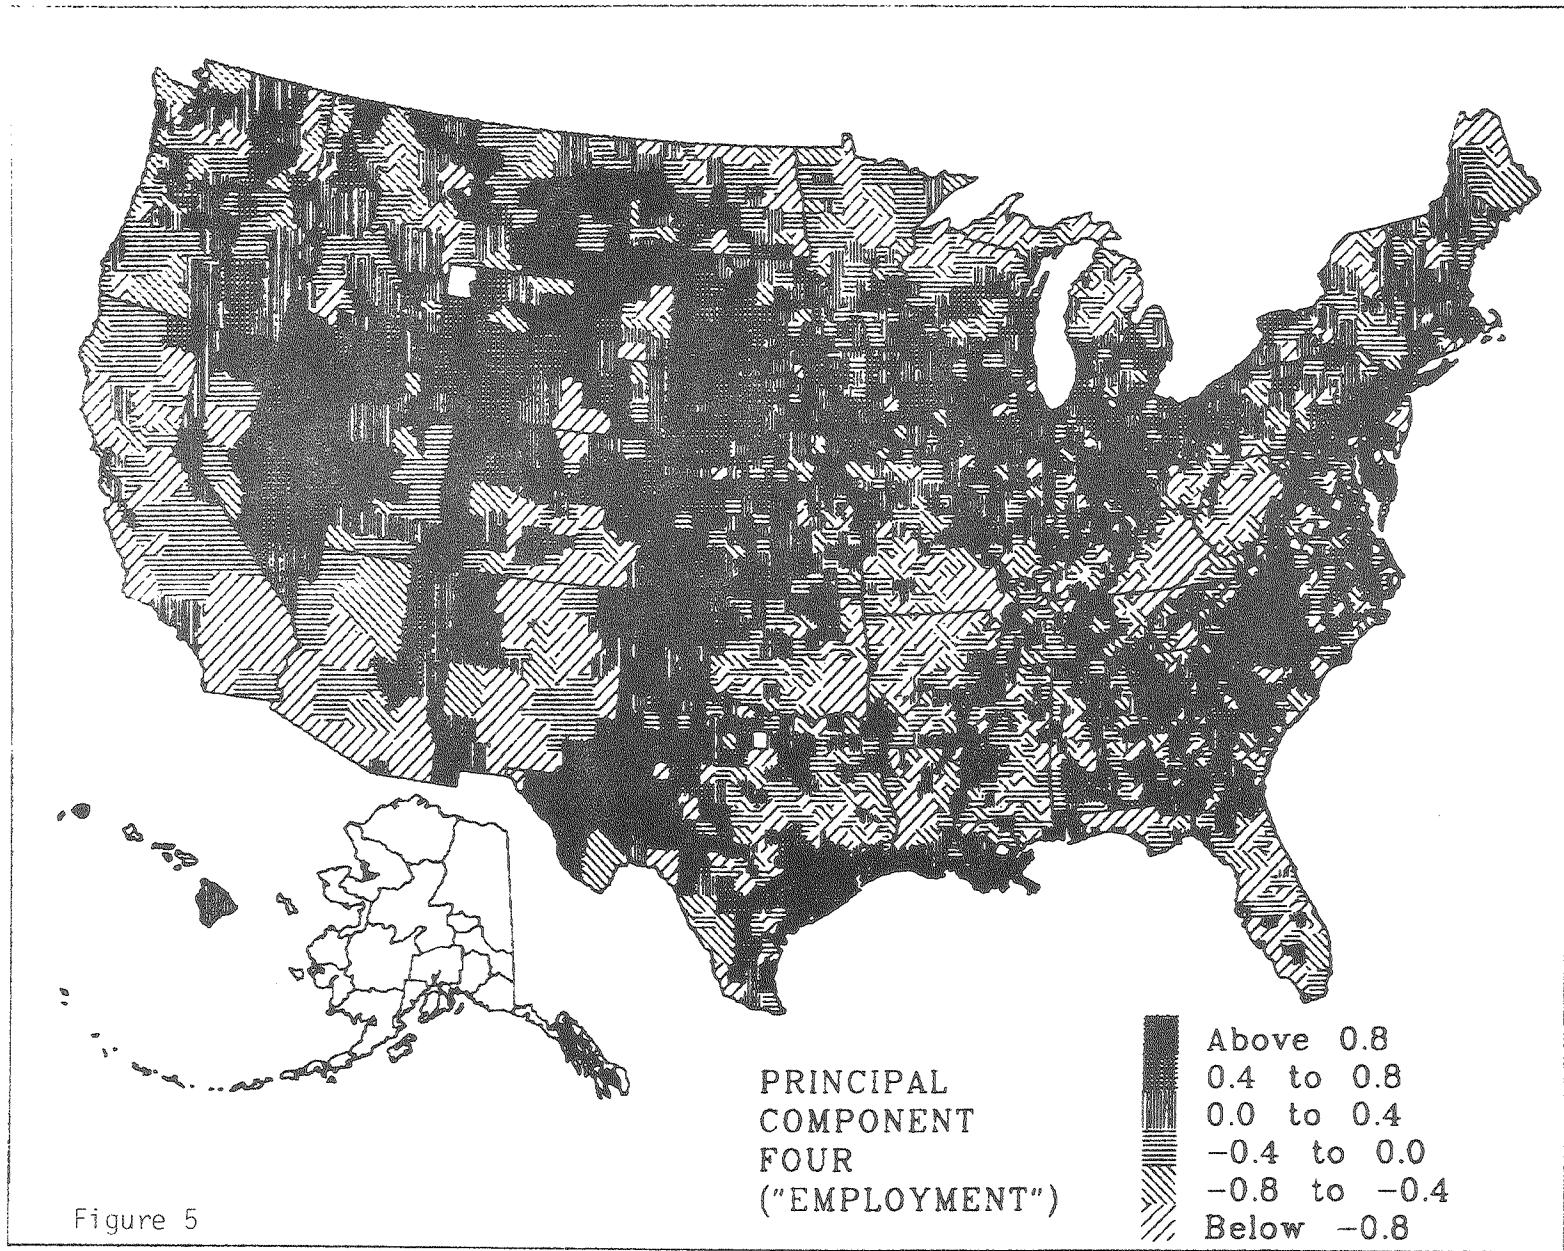 PRINCIPAL
COMPONENT
FOUR
("EMPLOYMENT")
Above 0.8
0.4 to 0.8
0.0 to 0.4
−0.4 to 0.0
−0.8 to −0.4
Below −0.8
Figure 5